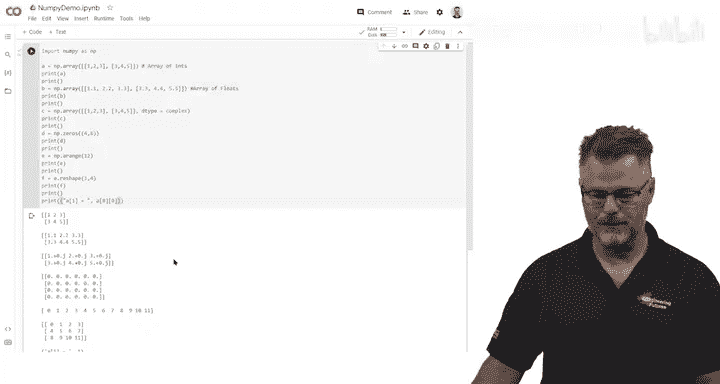 NumpyDemo.ipynb
File Edit View Insert Runtime Tools Help
Comment Share
+ Code + Text
RAM
Disk
Editing
import numpy as np
a = np.array([[1,2,3], [3,4,5]]) # Array of ints
print(a)
print()
b = np.array([[1.1, 2.2, 3.3], [3.3, 4.4, 5.5]]) #Array of Floats
print(b)
print()
c = np.array([[1,2,3], [3,4,5]], dtype = complex)
print(c)
print()
d = np.zeros((4,6))
print(d)
print()
e = np.arange(12)
print(e)
print()
f = e.reshape(3,4)
print(f)
print()
print(("a[1] = ", a[0][0]))
[[1 2 3]
[3 4 5]]
[[1.1 2.2 3.3]
[3.3 4.4 5.5]]
[[1.+0.j 2.+0.j 3.+0.j]
[3.+0.j 4.+0.j 5.+0.j]]
[[0. 0. 0. 0. 0. 0.]
[0. 0. 0. 0. 0. 0.]
[0. 0. 0. 0. 0. 0.]
[0. 0. 0. 0. 0. 0.]]
[ 0 1 2 3 4 5 6 7 8 9 10 11]
[[ 0 1 2 3]
[ 4 5 6 7]
[ 8 9 10 11]]
bilibili
Futures